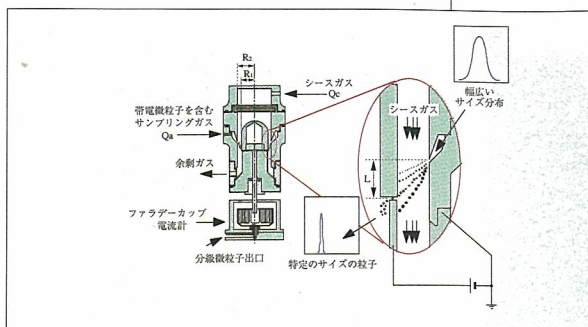 R₂
R₁
シースガス
Qc
帯電微粒子を含む
サンプリングガス
Qa
余剰ガス
ファラデーカップ
電流計
分級微粒子出口
特定のサイズの粒子
シースガス
L
幅広い
サイズ分布